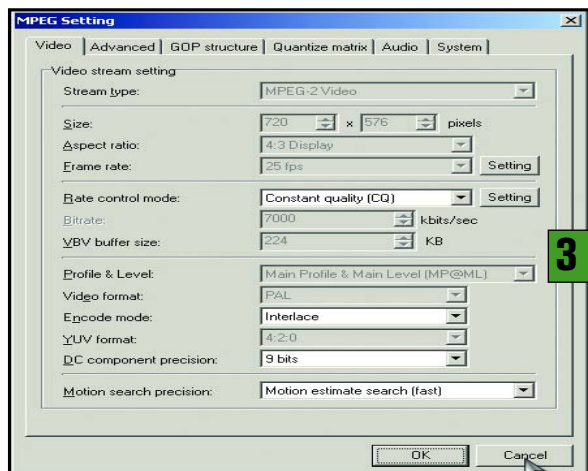 MPEG Setting
Video Advanced GOP structure Quantize matrix Audio System
Video stream setting
Stream type: MPEG-2 Video
Size: 720 x 576 pixels
Aspect ratio: 4:3 Display
Frame rate: 25 fps Setting
Rate control mode: Constant quality (CQ) Setting
Bitrate: 7000 kbits/sec
VBV buffer size: 224 KB
3
Profile & Level: Main Profile & Main Level (MP@ML)
Video format: PAL
Encode mode: Interlace
YUV format: 4:2:0
DC component precision: 9 bits
Motion search precision: Motion estimate search (fast)
OK Cancel